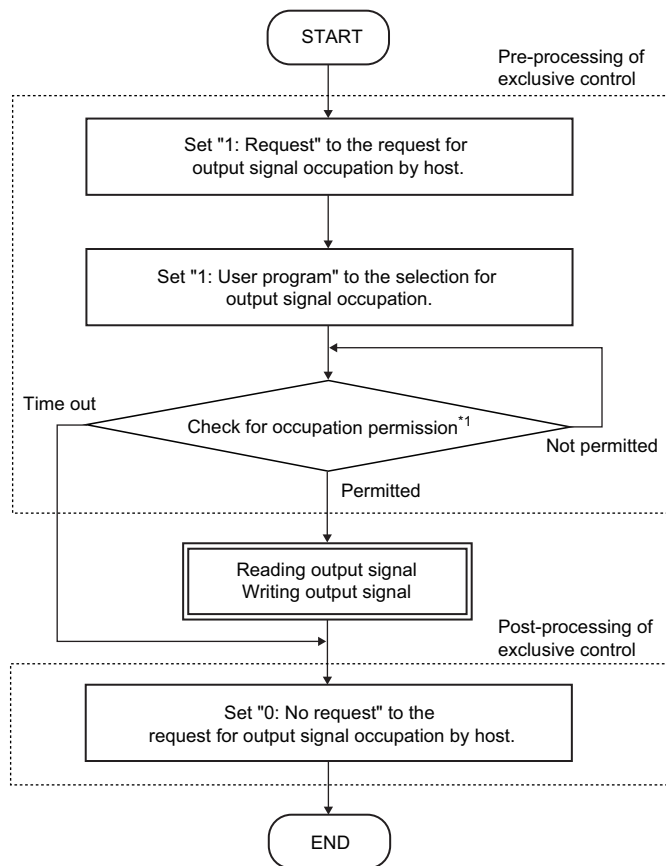 START
Pre-processing of
exclusive control
Set "1: Request" to the request for
output signal occupation by host.
Set "1: User program" to the selection for
output signal occupation.
Time out
Check for occupation permission*1
Not permitted
Permitted
Reading output signal
Writing output signal
Post-processing of
exclusive control
Set "0: No request" to the
request for output signal occupation by host.
END